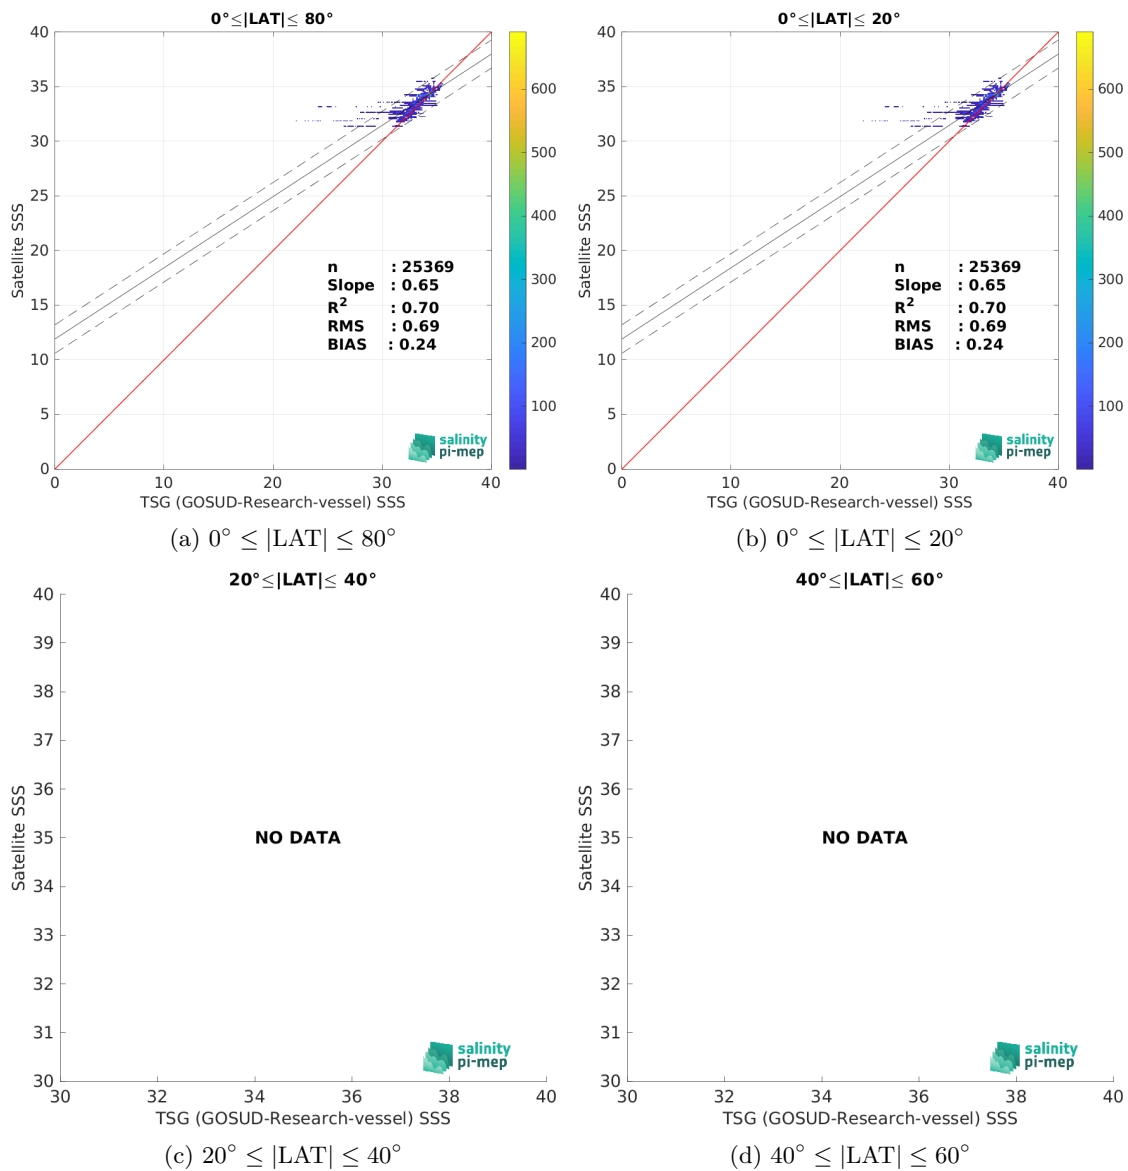 0°≤|LAT|≤ 80°
40
35
30
25
20
15
10
5
0
Satellite SSS
n : 25369
Slope : 0.65
R2 : 0.70
RMS : 0.69
BIAS : 0.24
salinity
pi-mep
600
500
400
300
200
100
0 10 20 30 40
TSG (GOSUD-Research-vessel) SSS
(a) 0° ≤ |LAT| ≤ 80°
0°≤|LAT|≤ 20°
40
35
30
25
20
15
10
5
0
Satellite SSS
n : 25369
Slope : 0.65
R2 : 0.70
RMS : 0.69
BIAS : 0.24
salinity
pi-mep
600
500
400
300
200
100
0 10 20 30 40
TSG (GOSUD-Research-vessel) SSS
(b) 0° ≤ |LAT| ≤ 20°
20°≤|LAT|≤ 40°
40
39
38
37
36
35
34
33
32
31
30
Satellite SSS
NO DATA
salinity
pi-mep
30 32 34 36 38 40
TSG (GOSUD-Research-vessel) SSS
(c) 20° ≤ |LAT| ≤ 40°
40°≤|LAT|≤ 60°
40
39
38
37
36
35
34
33
32
31
30
Satellite SSS
NO DATA
salinity
pi-mep
30 32 34 36 38 40
TSG (GOSUD-Research-vessel) SSS
(d) 40° ≤ |LAT| ≤ 60°